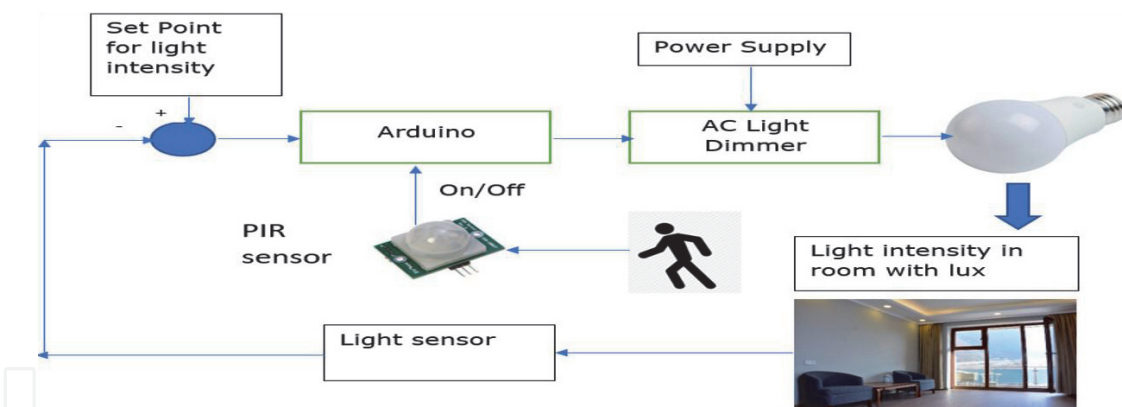 Set Point
for light
intensity
Power Supply
+
-
Arduino
AC Light
Dimmer
On/Off
PIR
sensor
Light intensity in
room with lux
Light sensor